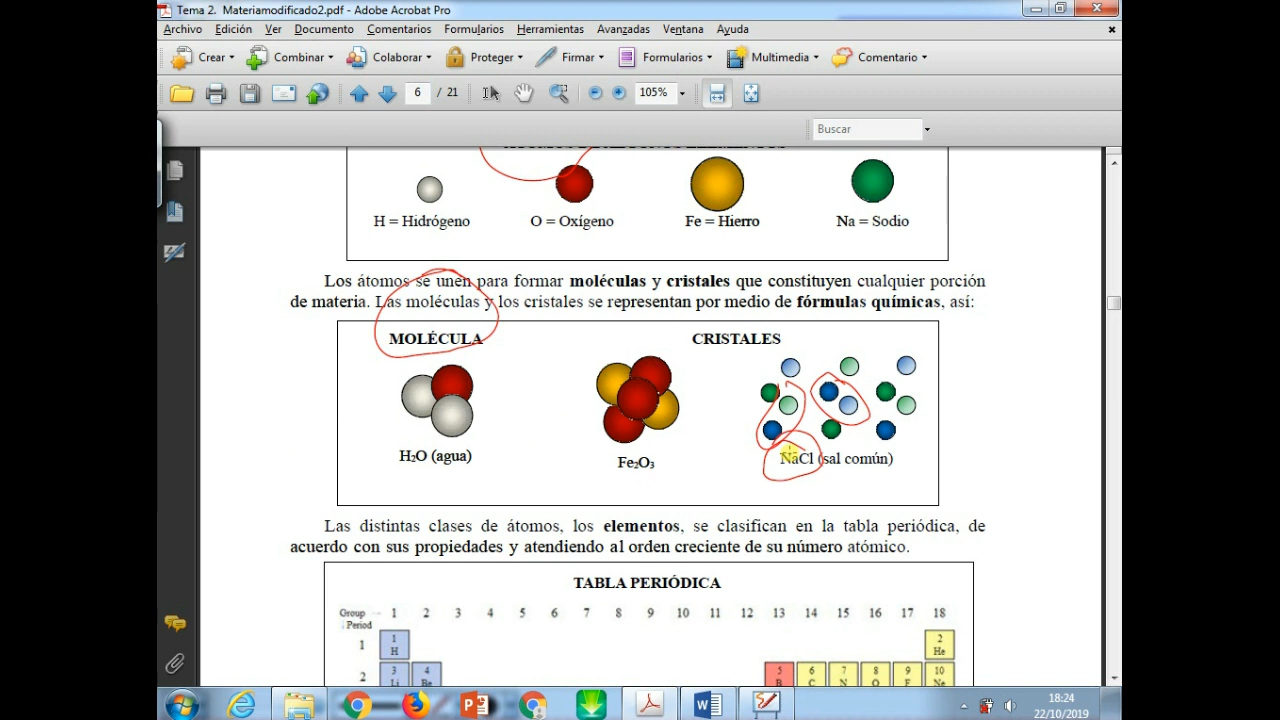 Tema 2. Materiamodificado2.pdf - Adobe Acrobat Pro
Archivo Edición Ver Documento Comentarios Formularios Herramientas Avanzadas Ventana Ayuda
Crear Combinar Colaborar Proteger Firmar Formularios Multimedia Comentario
6 / 21 105%
Buscar
H = Hidrógeno O = Oxígeno Fe = Hierro Na = Sodio
Los átomos se unen para formar moléculas y cristales que constituyen cualquier porción
de materia. Las moléculas y los cristales se representan por medio de fórmulas químicas, así:
MOLÉCULA CRISTALES
H₂O (agua) Fe₂O₃ NaCl (sal común)
Las distintas clases de átomos, los elementos, se clasifican en la tabla periódica, de
acuerdo con sus propiedades y atendiendo al orden creciente de su número atómico.
TABLA PERIÓDICA
Group 1 2 3 4 5 6 7 8 9 10 11 12 13 14 15 16 17 18
Period
1 1 2
H He
2 3 4 5 6 7 8 9 10
Li Be B C N O F Ne
18:24
22/10/2019